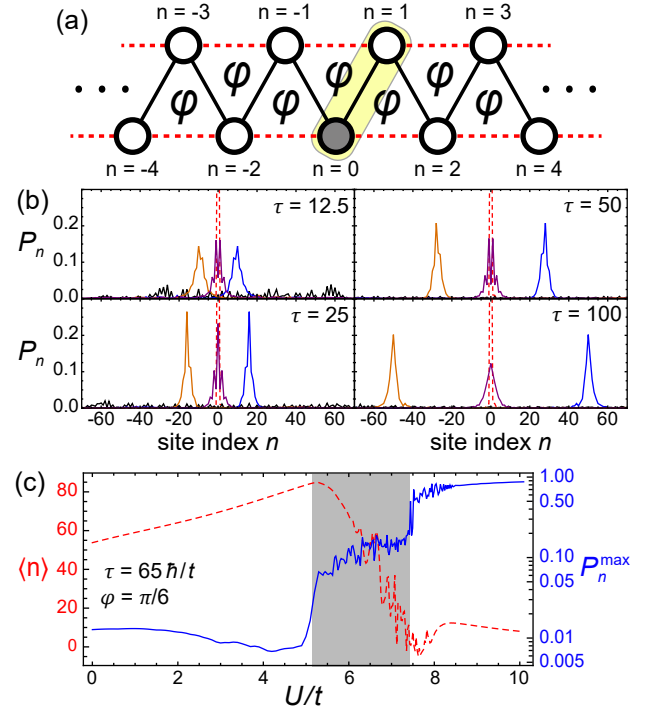 (a)
n = -3 n = -1 n = 1 n = 3
φ φ φ φ
. . . φ φ φ φ . . .
n = -4 n = -2 n = 0 n = 2 n = 4
(b)
τ = 12.5 τ = 50
0.2
Pn 0.1
0.0
τ = 25 τ = 100
0.2
Pn 0.1
0.0
-60 -40 -20 0 20 40 60 -60 -40 -20 0 20 40 60
site index n site index n
(c)
80 1.00
0.50
60
⟨n⟩ 40 0.10 Pn^max
τ = 65 ħ/t 0.05
20 φ = π/6
0 0.01
0.005
0 2 4 6 8 10
U/t